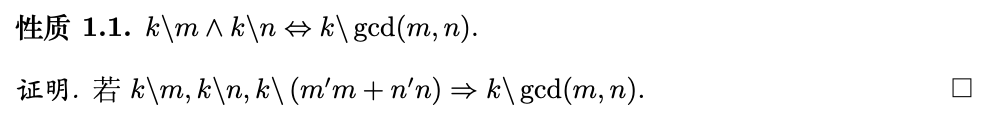 性质 1.1. k\m ∧ k\n ⇔ k\ gcd(m, n).
证明. 若 k\m, k\n, k\ (m′m + n′n) ⇒ k\ gcd(m, n). □